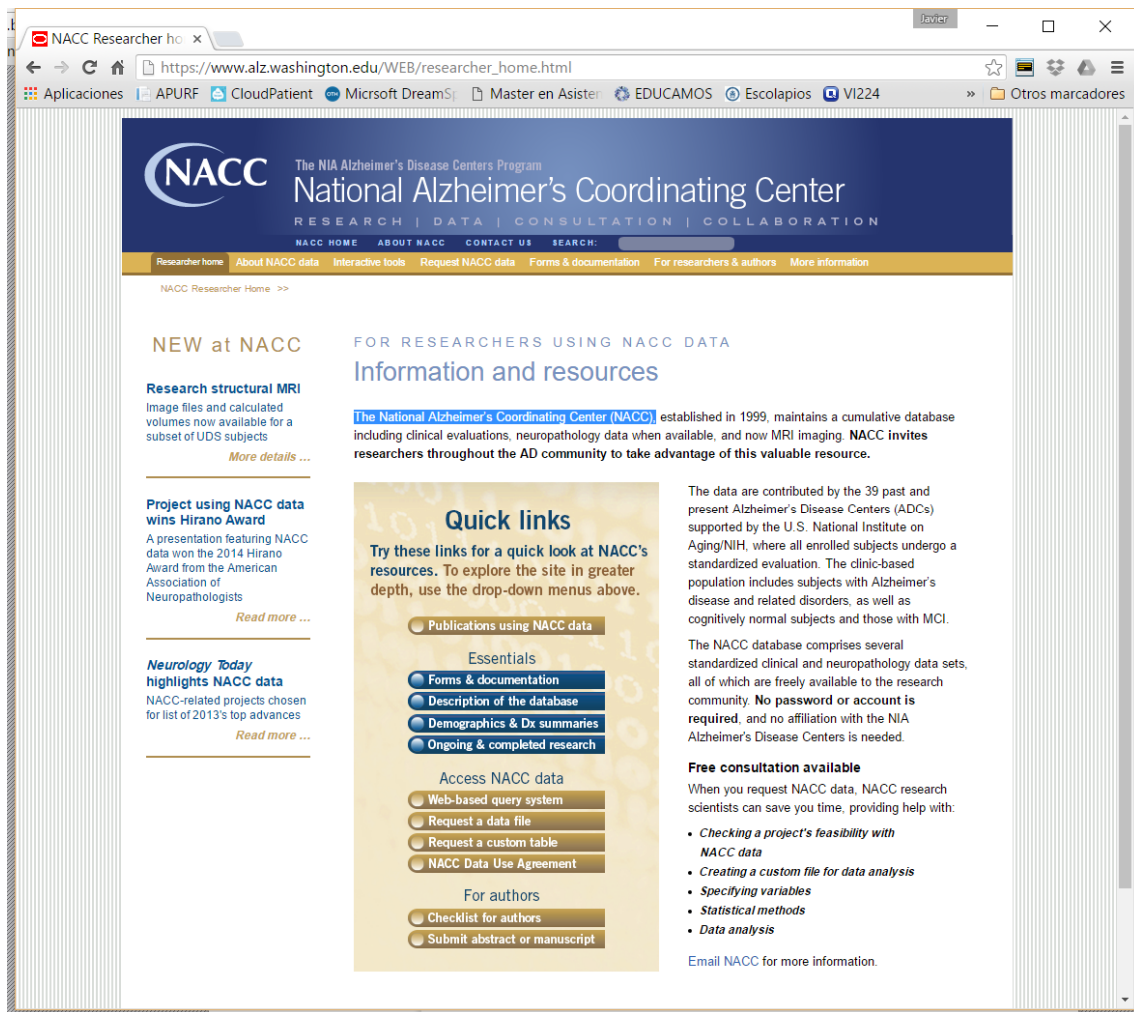 Javier
NACC Researcher ho
https://www.alz.washington.edu/WEB/researcher_home.html
Aplicaciones APURF CloudPatient Micrsoft DreamSp Master en Asisten EDUCAMOS Escolapios VI224 » Otros marcadores
NACC
The NIA Alzheimer's Disease Centers Program
National Alzheimer's Coordinating Center
RESEARCH | DATA | CONSULTATION | COLLABORATION
NACC HOME ABOUT NACC CONTACT US SEARCH:
Researcher home About NACC data Interactive tools Request NACC data Forms & documentation For researchers & authors More information
NACC Researcher Home >>
NEW at NACC
Research structural MRI
Image files and calculated
volumes now available for a
subset of UDS subjects
More details ...
Project using NACC data
wins Hirano Award
A presentation featuring NACC
data won the 2014 Hirano
Award from the American
Association of
Neuropathologists
Read more ...
Neurology Today
highlights NACC data
NACC-related projects chosen
for list of 2013's top advances
Read more ...
FOR RESEARCHERS USING NACC DATA
Information and resources
The National Alzheimer's Coordinating Center (NACC), established in 1999, maintains a cumulative database
including clinical evaluations, neuropathology data when available, and now MRI imaging. NACC invites
researchers throughout the AD community to take advantage of this valuable resource.
Quick links
Try these links for a quick look at NACC's
resources. To explore the site in greater
depth, use the drop-down menus above.
Publications using NACC data
Essentials
Forms & documentation
Description of the database
Demographics & Dx summaries
Ongoing & completed research
Access NACC data
Web-based query system
Request a data file
Request a custom table
NACC Data Use Agreement
For authors
Checklist for authors
Submit abstract or manuscript
The data are contributed by the 39 past and
present Alzheimer's Disease Centers (ADCs)
supported by the U.S. National Institute on
Aging/NIH, where all enrolled subjects undergo a
standardized evaluation. The clinic-based
population includes subjects with Alzheimer's
disease and related disorders, as well as
cognitively normal subjects and those with MCI.
The NACC database comprises several
standardized clinical and neuropathology data sets,
all of which are freely available to the research
community. No password or account is
required, and no affiliation with the NIA
Alzheimer's Disease Centers is needed.
Free consultation available
When you request NACC data, NACC research
scientists can save you time, providing help with:
• Checking a project's feasibility with
NACC data
• Creating a custom file for data analysis
• Specifying variables
• Statistical methods
• Data analysis
Email NACC for more information.